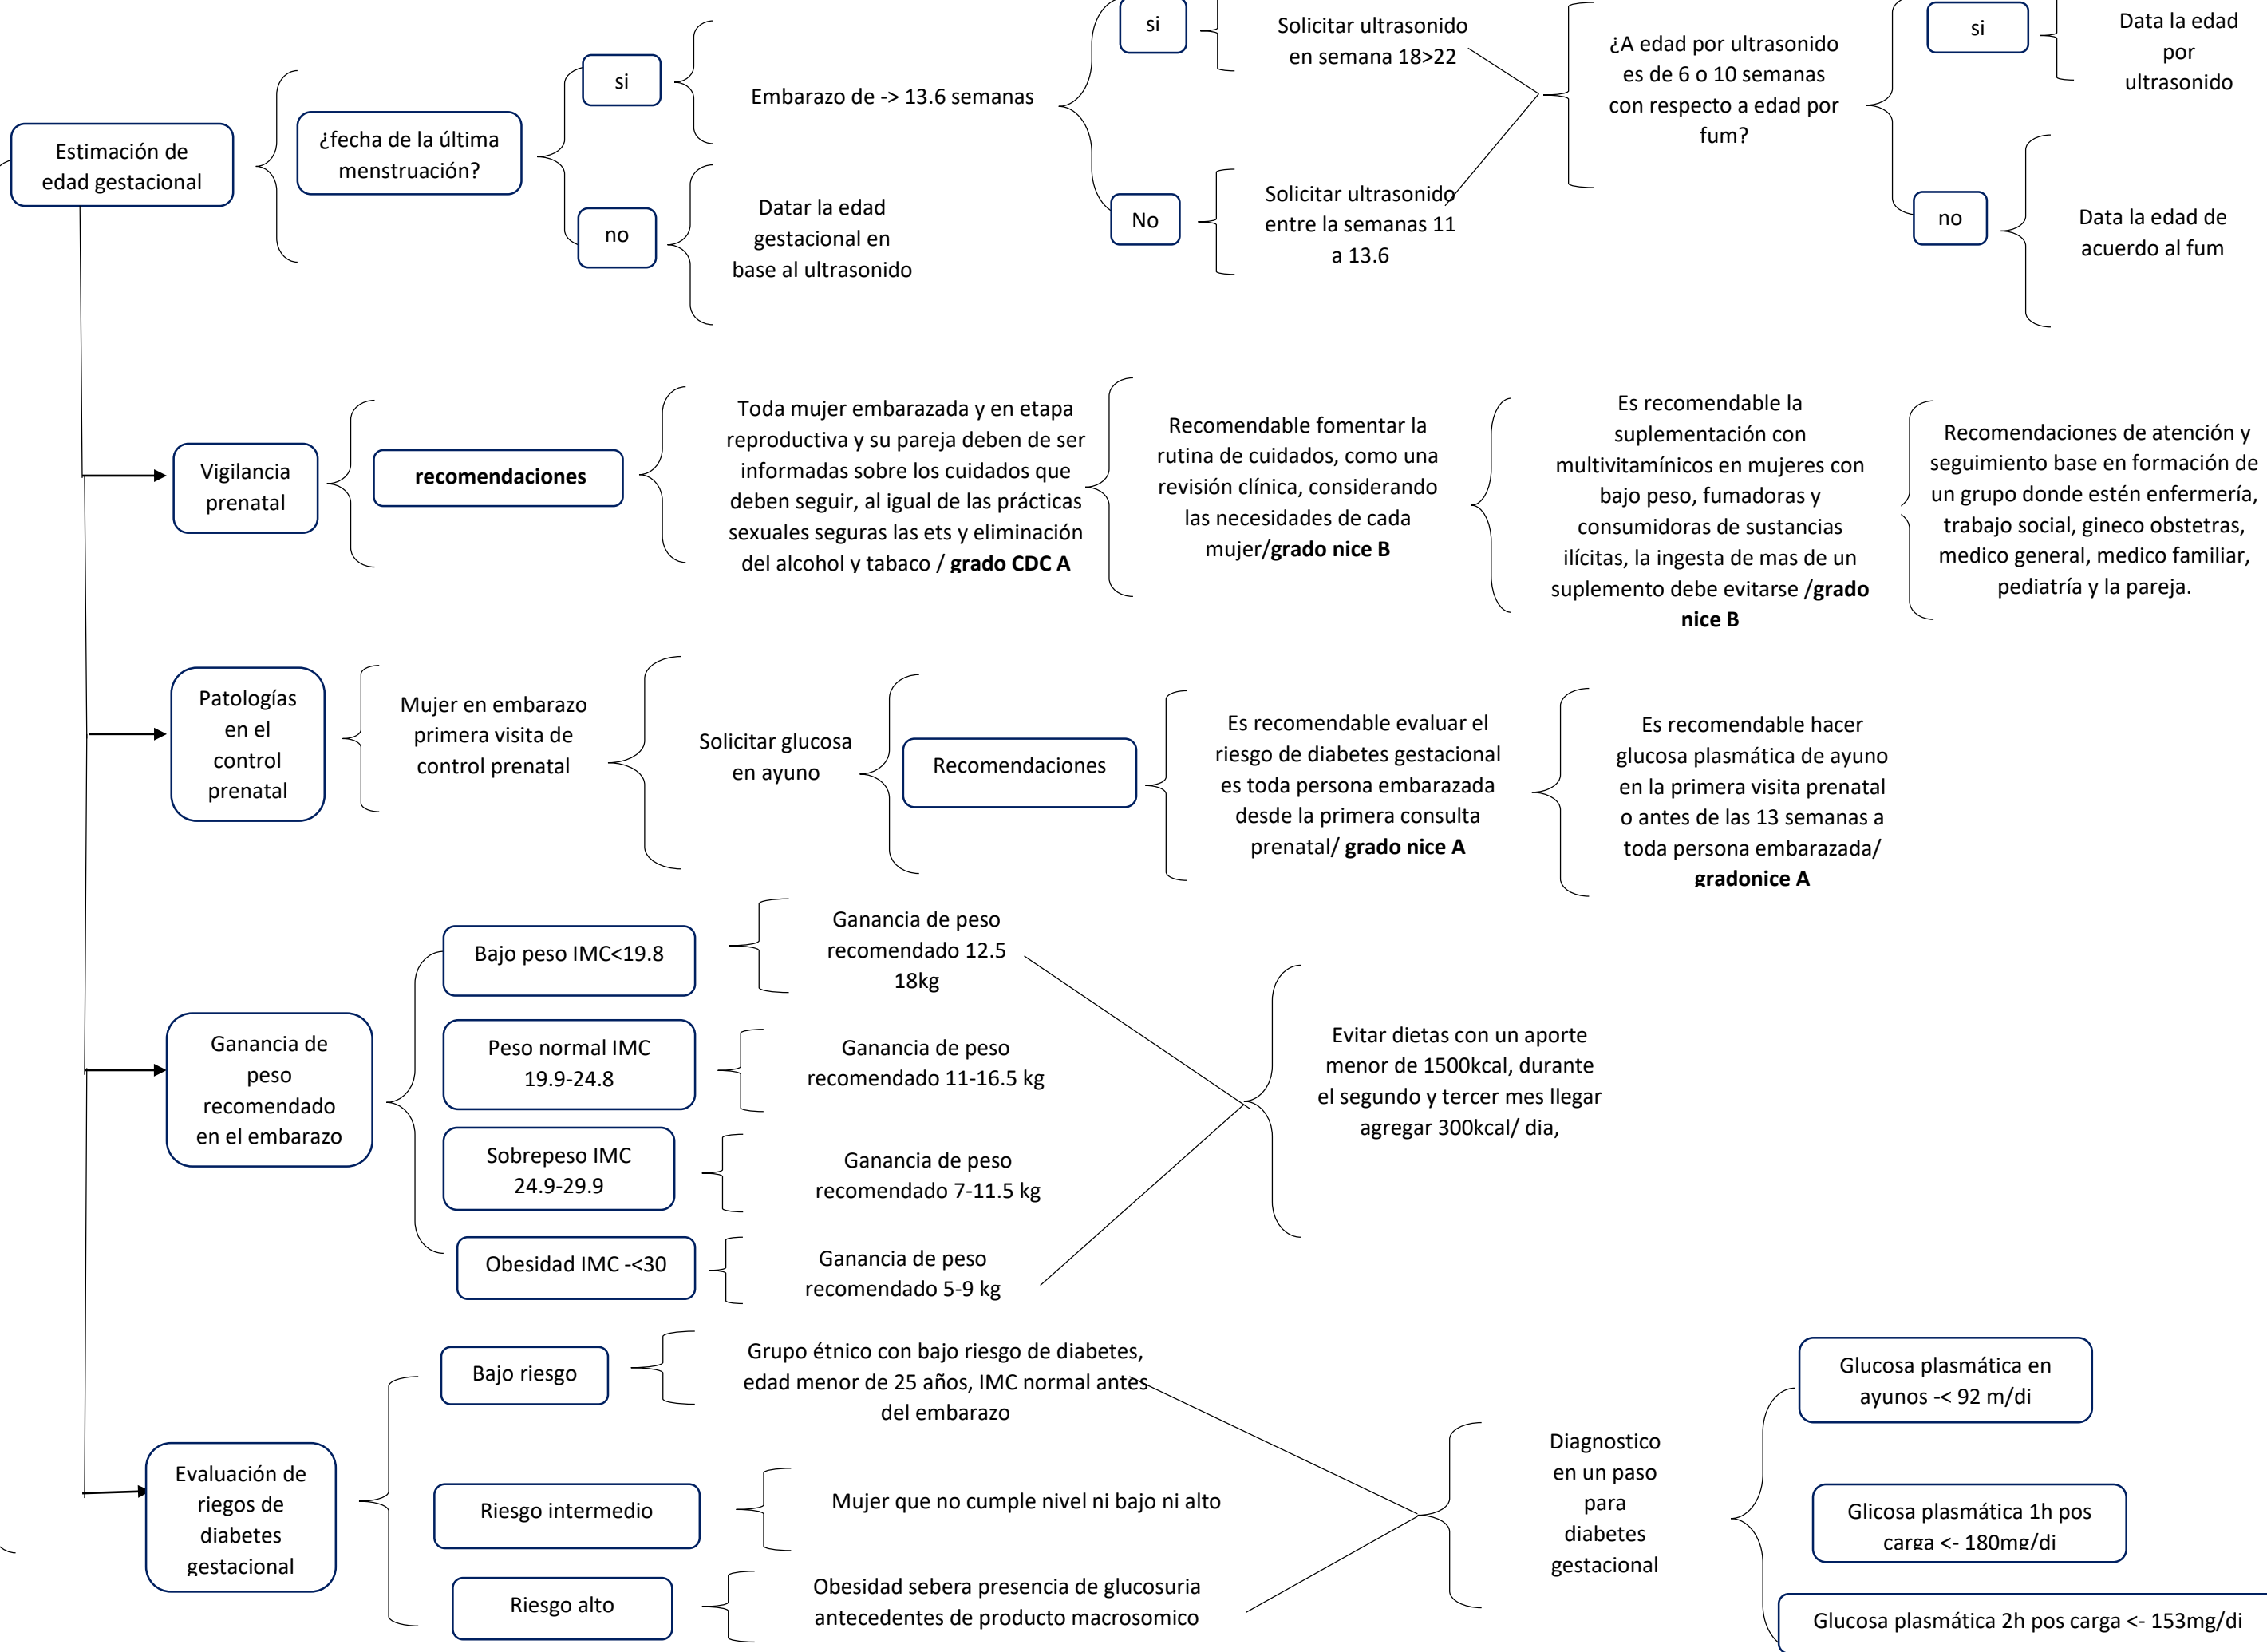 Estimación de
edad gestacional
¿fecha de la última
menstruación?
si
Embarazo de -> 13.6 semanas
si
Solicitar ultrasonido
en semana 18>22
¿A edad por ultrasonido
es de 6 o 10 semanas
con respecto a edad por
fum?
si
Data la edad
por
ultrasonido
no
Datar la edad
gestacional en
base al ultrasonido
No
Solicitar ultrasonido
entre la semanas 11
a 13.6
no
Data la edad de
acuerdo al fum
Vigilancia
prenatal
recomendaciones
Toda mujer embarazada y en etapa
reproductiva y su pareja deben de ser
informadas sobre los cuidados que
deben seguir, al igual de las prácticas
sexuales seguras las ets y eliminación
del alcohol y tabaco / grado CDC A
Recomendable fomentar la
rutina de cuidados, como una
revisión clínica, considerando
las necesidades de cada
mujer/grado nice B
Es recomendable la
suplementación con
multivitamínicos en mujeres con
bajo peso, fumadoras y
consumidoras de sustancias
ilícitas, la ingesta de mas de un
suplemento debe evitarse /grado
nice B
Recomendaciones de atención y
seguimiento base en formación de
un grupo donde estén enfermería,
trabajo social, gineco obstetras,
medico general, medico familiar,
pediatría y la pareja.
Patologías
en el
control
prenatal
Mujer en embarazo
primera visita de
control prenatal
Solicitar glucosa
en ayuno
Recomendaciones
Es recomendable evaluar el
riesgo de diabetes gestacional
es toda persona embarazada
desde la primera consulta
prenatal/ grado nice A
Es recomendable hacer
glucosa plasmática de ayuno
en la primera visita prenatal
o antes de las 13 semanas a
toda persona embarazada/
gradonice A
Ganancia de
peso
recomendado
en el embarazo
Bajo peso IMC<19.8
Ganancia de peso
recomendado 12.5
18kg
Peso normal IMC
19.9-24.8
Ganancia de peso
recomendado 11-16.5 kg
Sobrepeso IMC
24.9-29.9
Ganancia de peso
recomendado 7-11.5 kg
Obesidad IMC -<30
Ganancia de peso
recomendado 5-9 kg
Evitar dietas con un aporte
menor de 1500kcal, durante
el segundo y tercer mes llegar
agregar 300kcal/ dia,
Evaluación de
riegos de
diabetes
gestacional
Bajo riesgo
Grupo étnico con bajo riesgo de diabetes,
edad menor de 25 años, IMC normal antes
del embarazo
Riesgo intermedio
Mujer que no cumple nivel ni bajo ni alto
Riesgo alto
Obesidad sebera presencia de glucosuria
antecedentes de producto macrosomico
Diagnostico
en un paso
para
diabetes
gestacional
Glucosa plasmática en
ayunos -< 92 m/di
Glicosa plasmática 1h pos
carga <- 180mg/di
Glucosa plasmática 2h pos carga <- 153mg/di